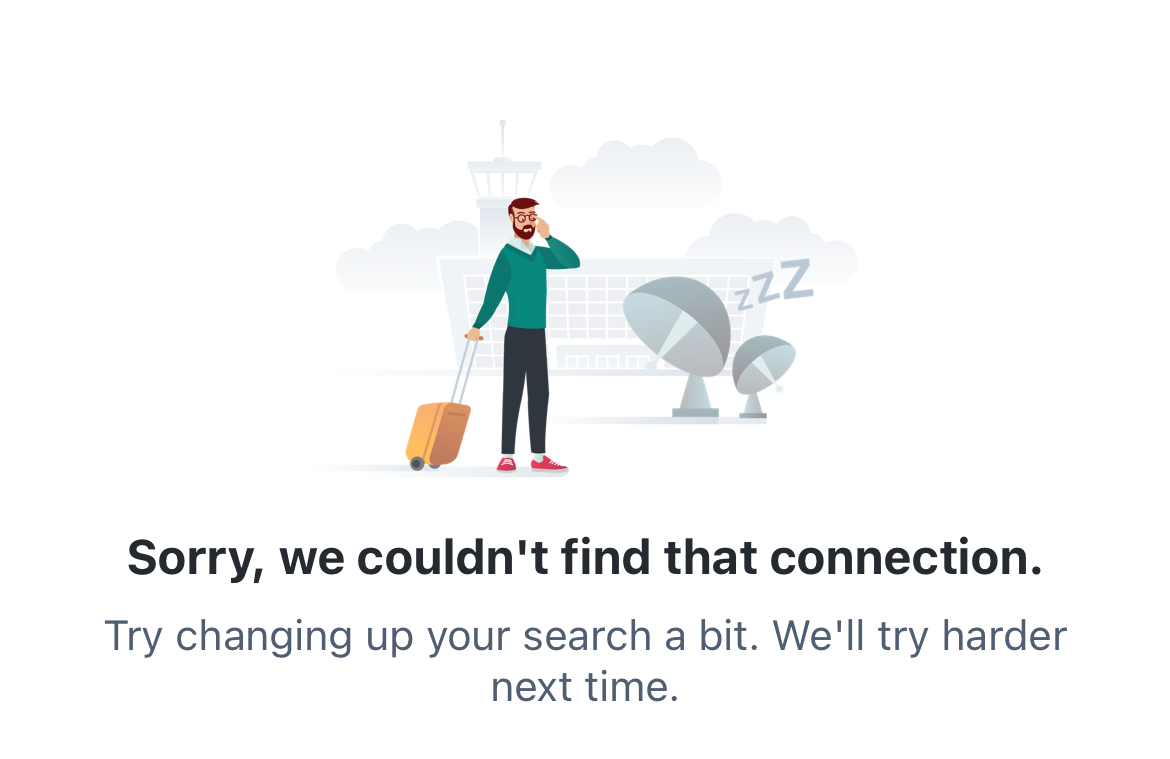 zZZ
Sorry, we couldn't find that connection.
Try changing up your search a bit. We'll try harder
next time.